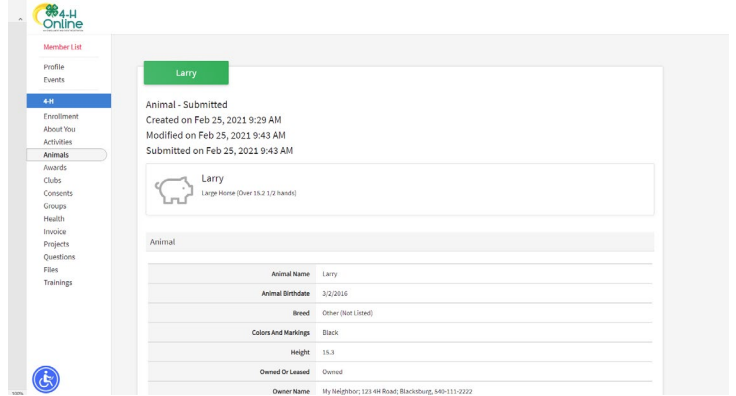 4-H
Online
Member List
Profile
Events
4-H
Enrollment
About You
Activities
Animals
Awards
Clubs
Consents
Groups
Health
Invoice
Projects
Questions
Files
Trainings
Larry
Animal - Submitted
Created on Feb 25, 2021 9:29 AM
Modified on Feb 25, 2021 9:43 AM
Submitted on Feb 25, 2021 9:43 AM
Larry
Large Horse (Over 15.2 1/2 hands)
Animal
Animal Name Larry
Animal Birthdate 3/2/2016
Breed Other (Not Listed)
Colors And Markings Black
Height 15.3
Owned Or Leased Owned
Owner Name My Neighbor; 123 4H Road; Blacksburg, 540-111-2222